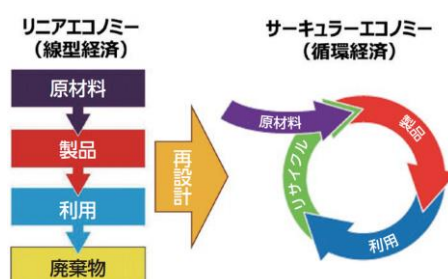 リニアエコノミー
（線型経済）
原材料
製品
利用
廃棄物
再設計
サーキュラーエコノミー
（循環経済）
原材料
製品
利用
リサイクル